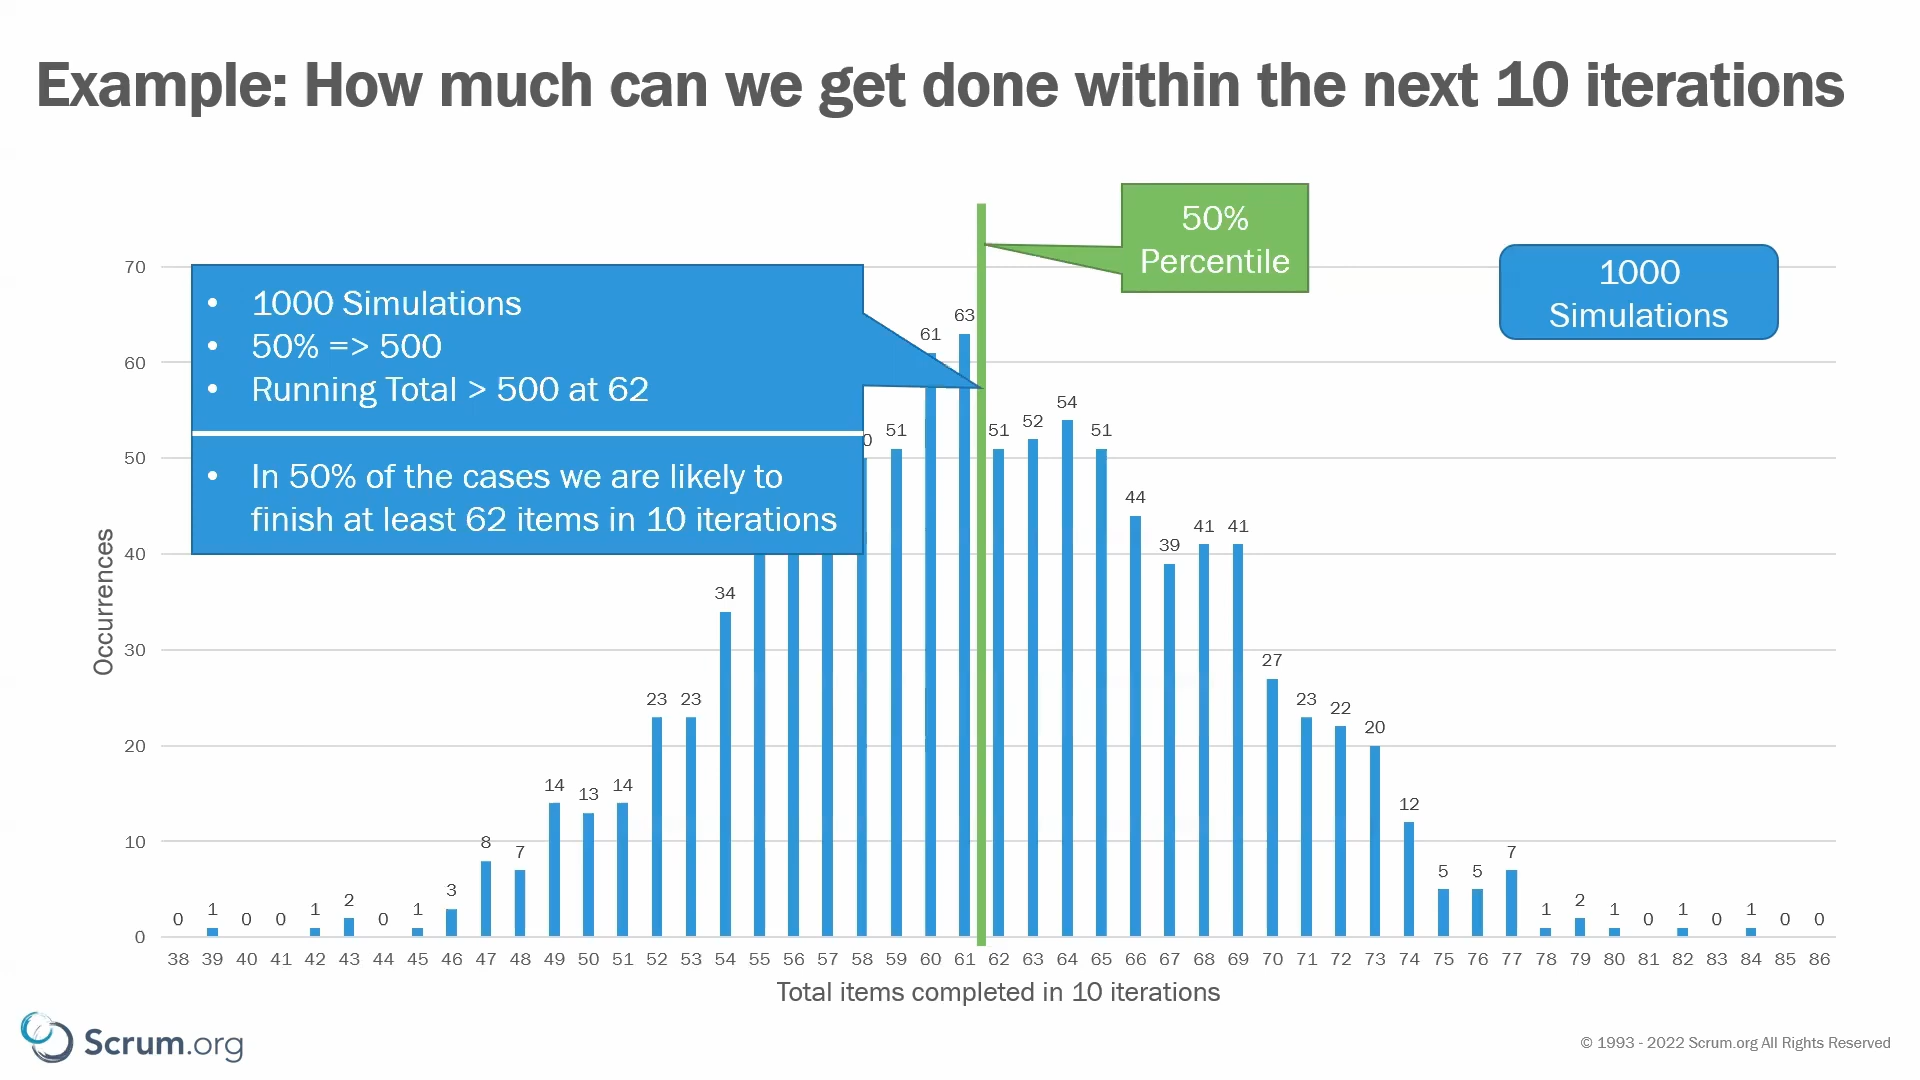 Example: How much can we get done within the next 10 iterations
50%
Percentile
1000
Simulations
• 1000 Simulations
• 50% => 500
• Running Total > 500 at 62
• In 50% of the cases we are likely to
finish at least 62 items in 10 iterations
Occurrences
70
60
50
40
30
20
10
0
0 1 0 0 1 2 0 1 3 8 7 14 13 14 23 23 34 0 51 61 63 51 52 54 51 44 39 41 41 27 23 22 20 12 5 5 7 1 2 1 0 1 0 1 0 0
38 39 40 41 42 43 44 45 46 47 48 49 50 51 52 53 54 55 56 57 58 59 60 61 62 63 64 65 66 67 68 69 70 71 72 73 74 75 76 77 78 79 80 81 82 83 84 85 86
Total items completed in 10 iterations
Scrum.org
© 1993 - 2022 Scrum.org All Rights Reserved